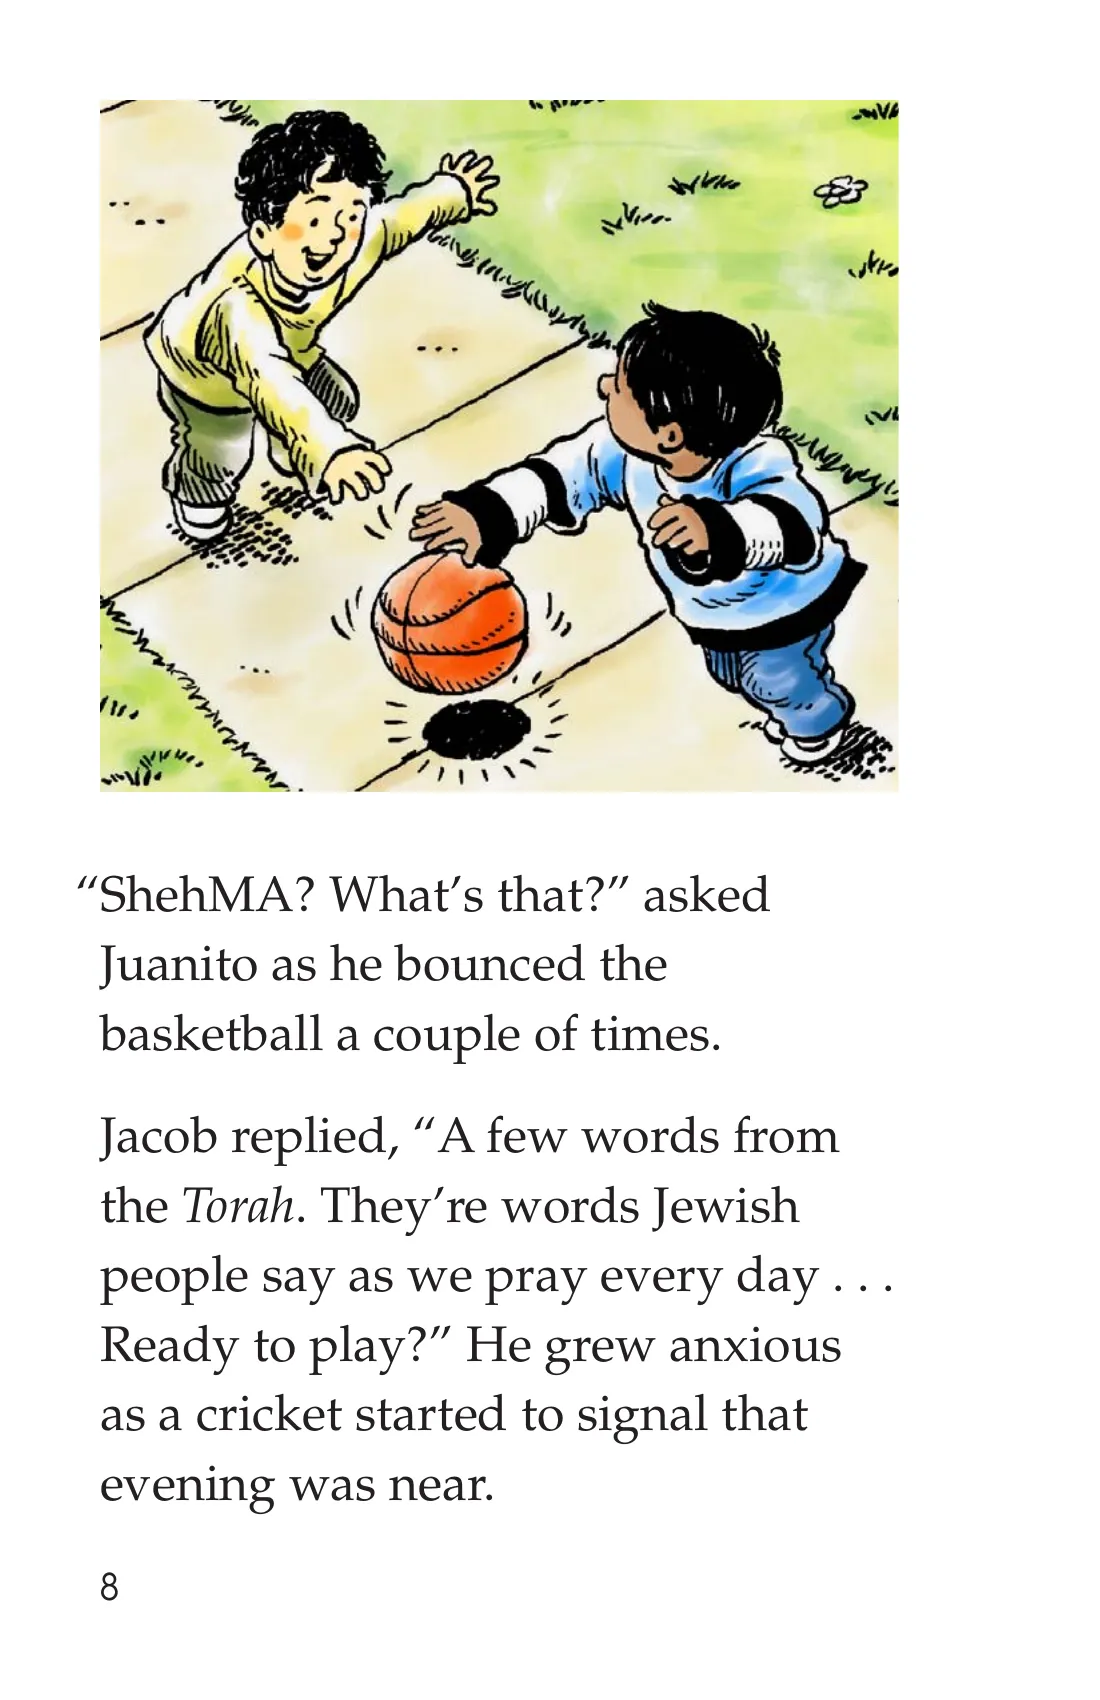 “ShehMA? What’s that?” asked
Juanito as he bounced the
basketball a couple of times.
Jacob replied, “A few words from
the Torah. They’re words Jewish
people say as we pray every day . . .
Ready to play?” He grew anxious
as a cricket started to signal that
evening was near.
8